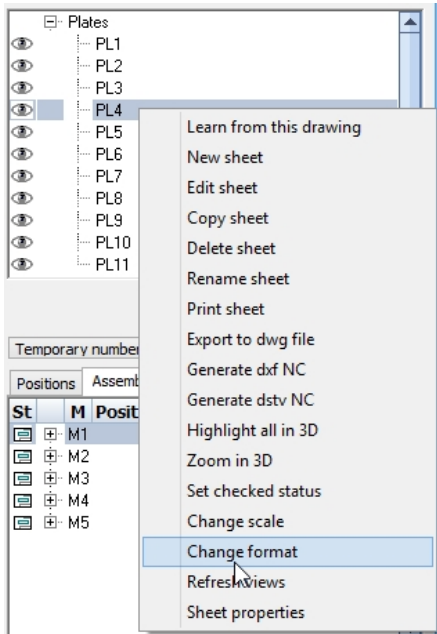 Plates
PL1
PL2
PL3
PL4
PL5
PL6
PL7
PL8
PL9
PL10
PL11
Learn from this drawing
New sheet
Edit sheet
Copy sheet
Delete sheet
Rename sheet
Print sheet
Export to dwg file
Generate dxf NC
Generate dstv NC
Highlight all in 3D
Zoom in 3D
Set checked status
Change scale
Change format
Refresh views
Sheet properties
Temporary number
Positions Assemb
St M Posit
M1
M2
M3
M4
M5